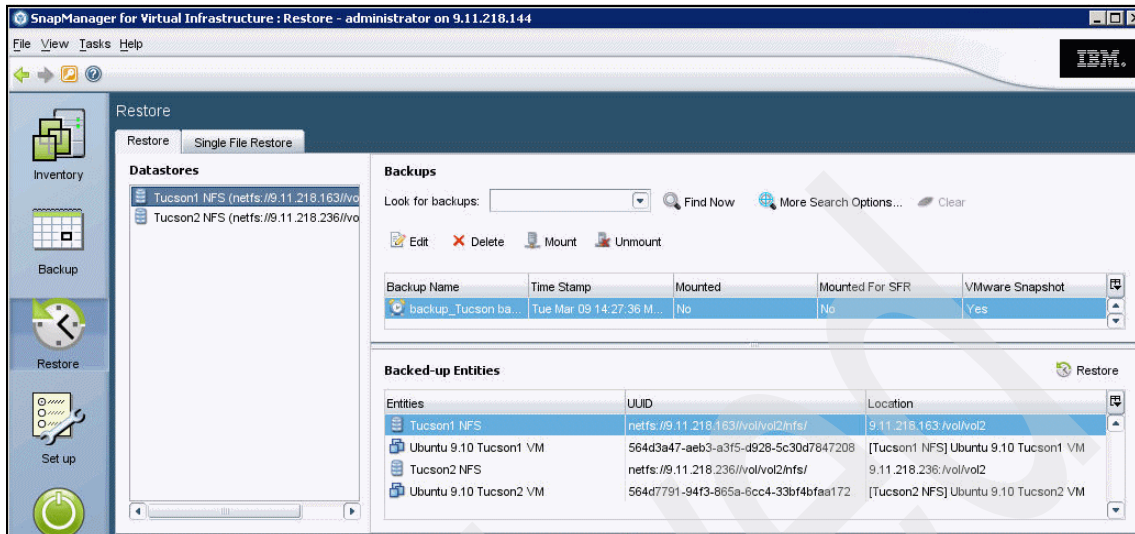 SnapManager for Virtual Infrastructure : Restore - administrator on 9.11.218.144
File View Tasks Help
IBM.
Restore
Restore Single File Restore
Inventory
Backup
Restore
Set up
Datastores
Tucson1 NFS (netfs://9.11.218.163//vo
Tucson2 NFS (netfs://9.11.218.236//vo
Backups
Look for backups: Find Now More Search Options... Clear
Edit Delete Mount Unmount
Backup Name Time Stamp Mounted Mounted For SFR VMware Snapshot
backup_Tucson ba... Tue Mar 09 14:27:36 M... No No Yes
Backed-up Entities Restore
Entities UUID Location
Tucson1 NFS netfs://9.11.218.163//vol/vol2/nfs/ 9.11.218.163:/vol/vol2
Ubuntu 9.10 Tucson1 VM 564d3a47-aeb3-a3f5-d928-5c30d7847208 [Tucson1 NFS] Ubuntu 9.10 Tucson1 VM
Tucson2 NFS netfs://9.11.218.236//vol/vol2/nfs/ 9.11.218.236:/vol/vol2
Ubuntu 9.10 Tucson2 VM 564d7791-94f3-865a-6cc4-33bf4bfaa172 [Tucson2 NFS] Ubuntu 9.10 Tucson2 VM